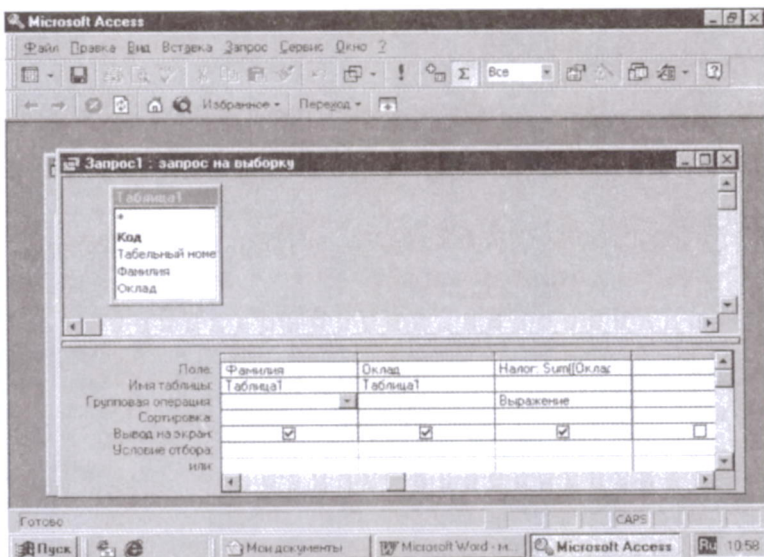 Microsoft Access
Файл Правка Вид Вставка Запрос Сервис Окно ?
Σ Все
Избранное Переход
Запрос1 : запрос на выборку
Таблица1
*
Код
Табельный номе
Фамилия
Оклад
Поле: Фамилия Оклад Налог: Sum([Оклад
Имя таблицы: Таблица1 Таблица1
Групповая операция: Выражение
Сортировка:
Вывод на экран:
Условие отбора:
или:
Готово CAPS
Пуск Мои документы Microsoft Word - м... Microsoft Access Ru 10:58